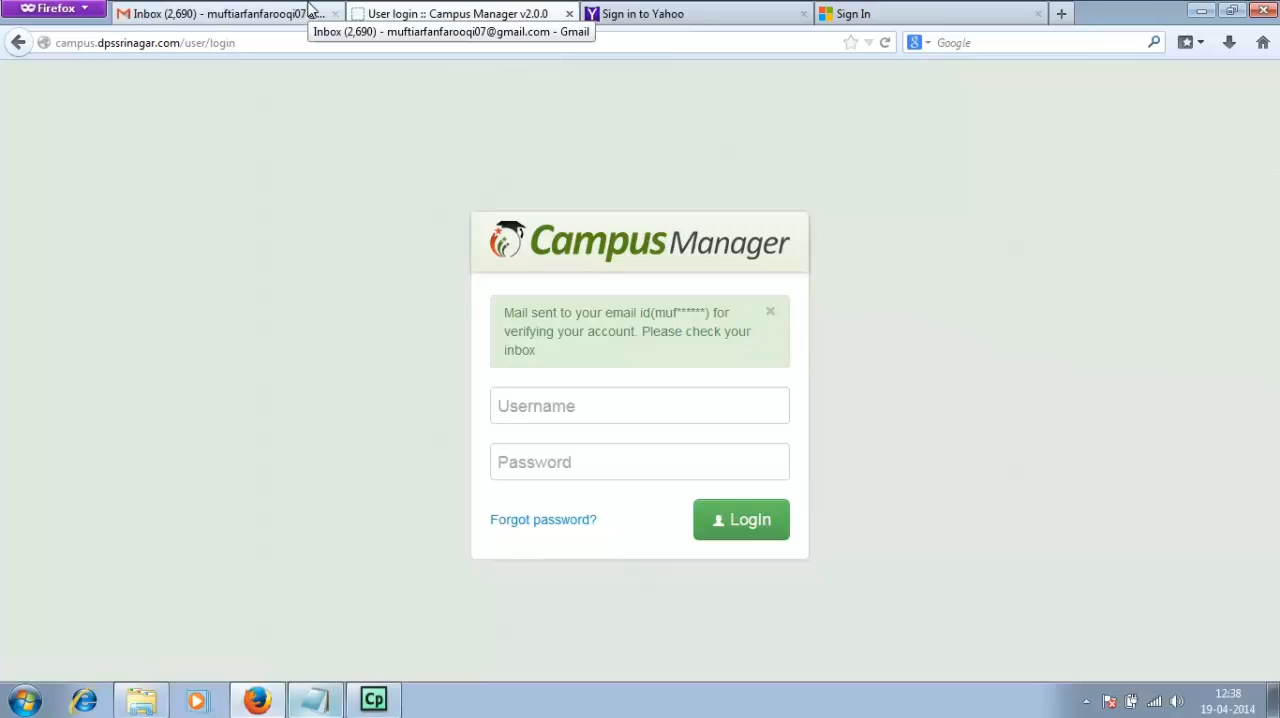 Firefox
Inbox (2,690) - muftiarfanfarooqi07@...
User login :: Campus Manager v2.0.0
Sign in to Yahoo
Sign In
Inbox (2,690) - muftiarfanfarooqi07@gmail.com - Gmail
campus.dpssrinagar.com/user/login
Google
Campus Manager
Mail sent to your email id(muf******) for
verifying your account. Please check your
inbox
Username
Password
Forgot password?
LogIn
Cp
12:38
19-04-2014